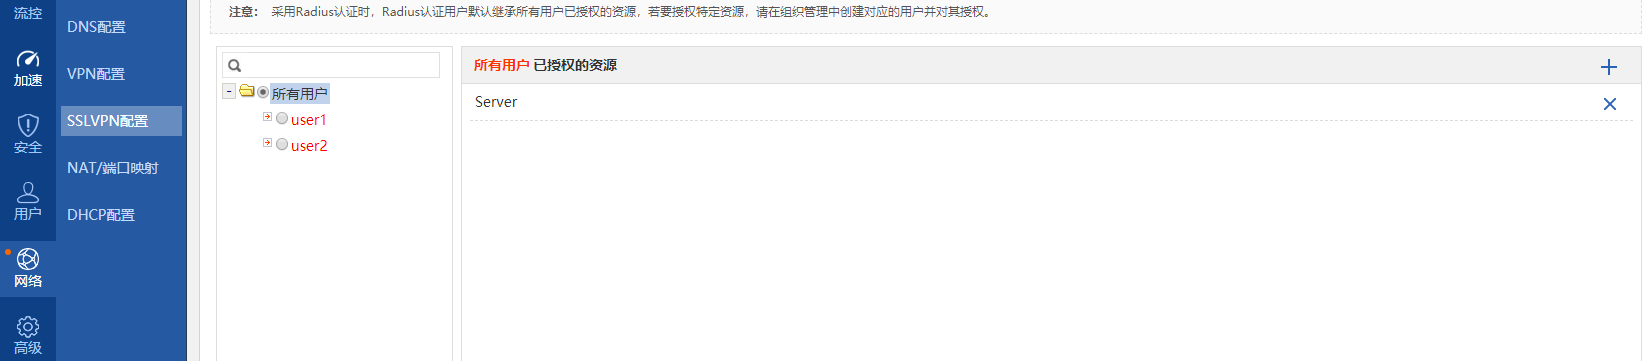 流控
加速
安全
用户
网络
高级
DNS配置
VPN配置
SSLVPN配置
NAT/端口映射
DHCP配置
注意： 采用Radius认证时，Radius认证用户默认继承所有用户已授权的资源，若要授权特定资源，请在组织管理中创建对应的用户并对其授权。
所有用户
user1
user2
所有用户 已授权的资源
Server